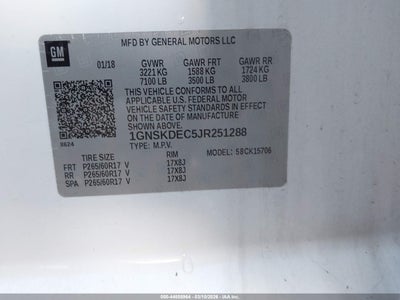 MFD BY GENERAL MOTORS LLC
GM
01/18 GVWR GAWR FRT GAWR RR
3221 KG 1588 KG 1724 KG
7100 LB 3500 LB 3800 LB
THIS VEHICLE CONFORMS TO ALL
APPLICABLE U.S. FEDERAL MOTOR
VEHICLE SAFETY STANDARDS IN EFFECT
ON THE DATE OF MANUFACTURE
SHOWN ABOVE.
1GNSKDEC5JR251288
TYPE: M.P.V.
TIRE SIZE RIM 58CK15706
FRT P265/60R17 V 17X8J
RR P265/60R17 V 17X8J
SPA P265/60R17 V 17X8J